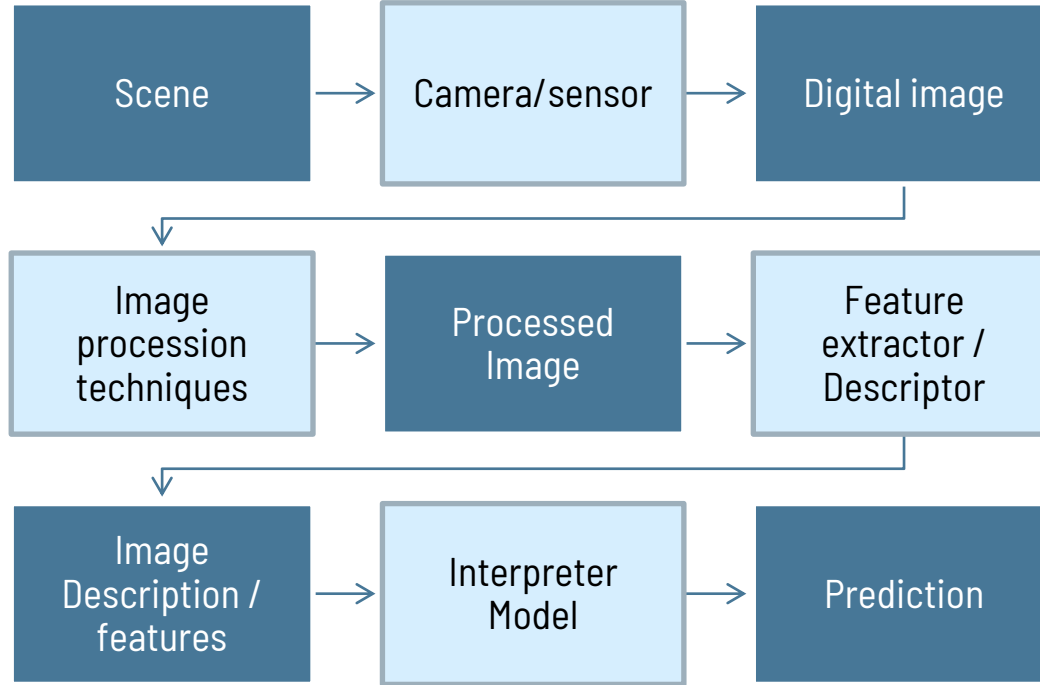 Scene
Camera/sensor
Digital image
Image
procession
techniques
Processed
Image
Feature
extractor /
Descriptor
Image
Description /
features
Interpreter
Model
Prediction